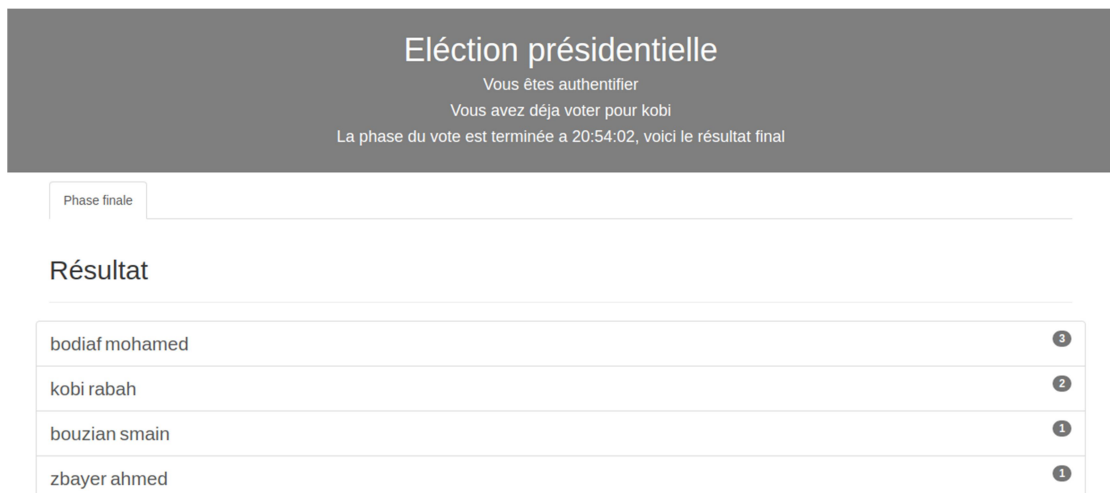 Eléction présidentielle
Vous êtes authentifier
Vous avez déja voter pour kobi
La phase du vote est terminée a 20:54:02, voici le résultat final
Phase finale
Résultat
bodiaf mohamed 3
kobi rabah 2
bouzian smain 1
zbayer ahmed 1